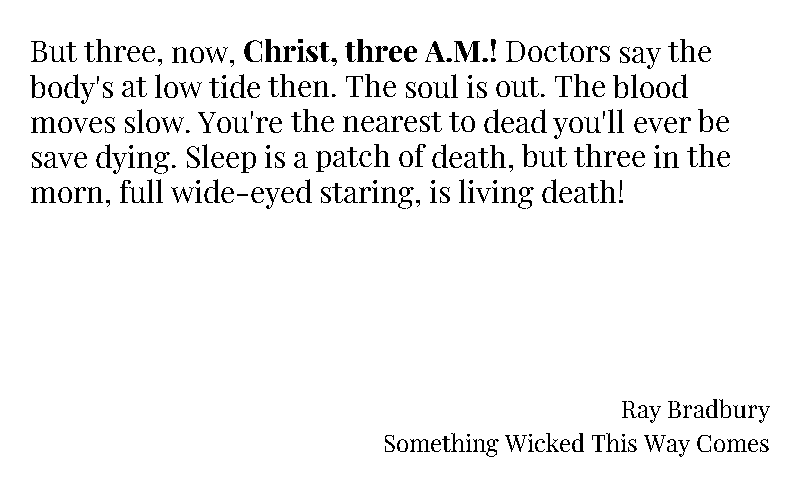 But three, now, Christ, three A.M.! Doctors say the
body's at low tide then. The soul is out. The blood
moves slow. You're the nearest to dead you'll ever be
save dying. Sleep is a patch of death, but three in the
morn, full wide-eyed staring, is living death!
Ray Bradbury
Something Wicked This Way Comes